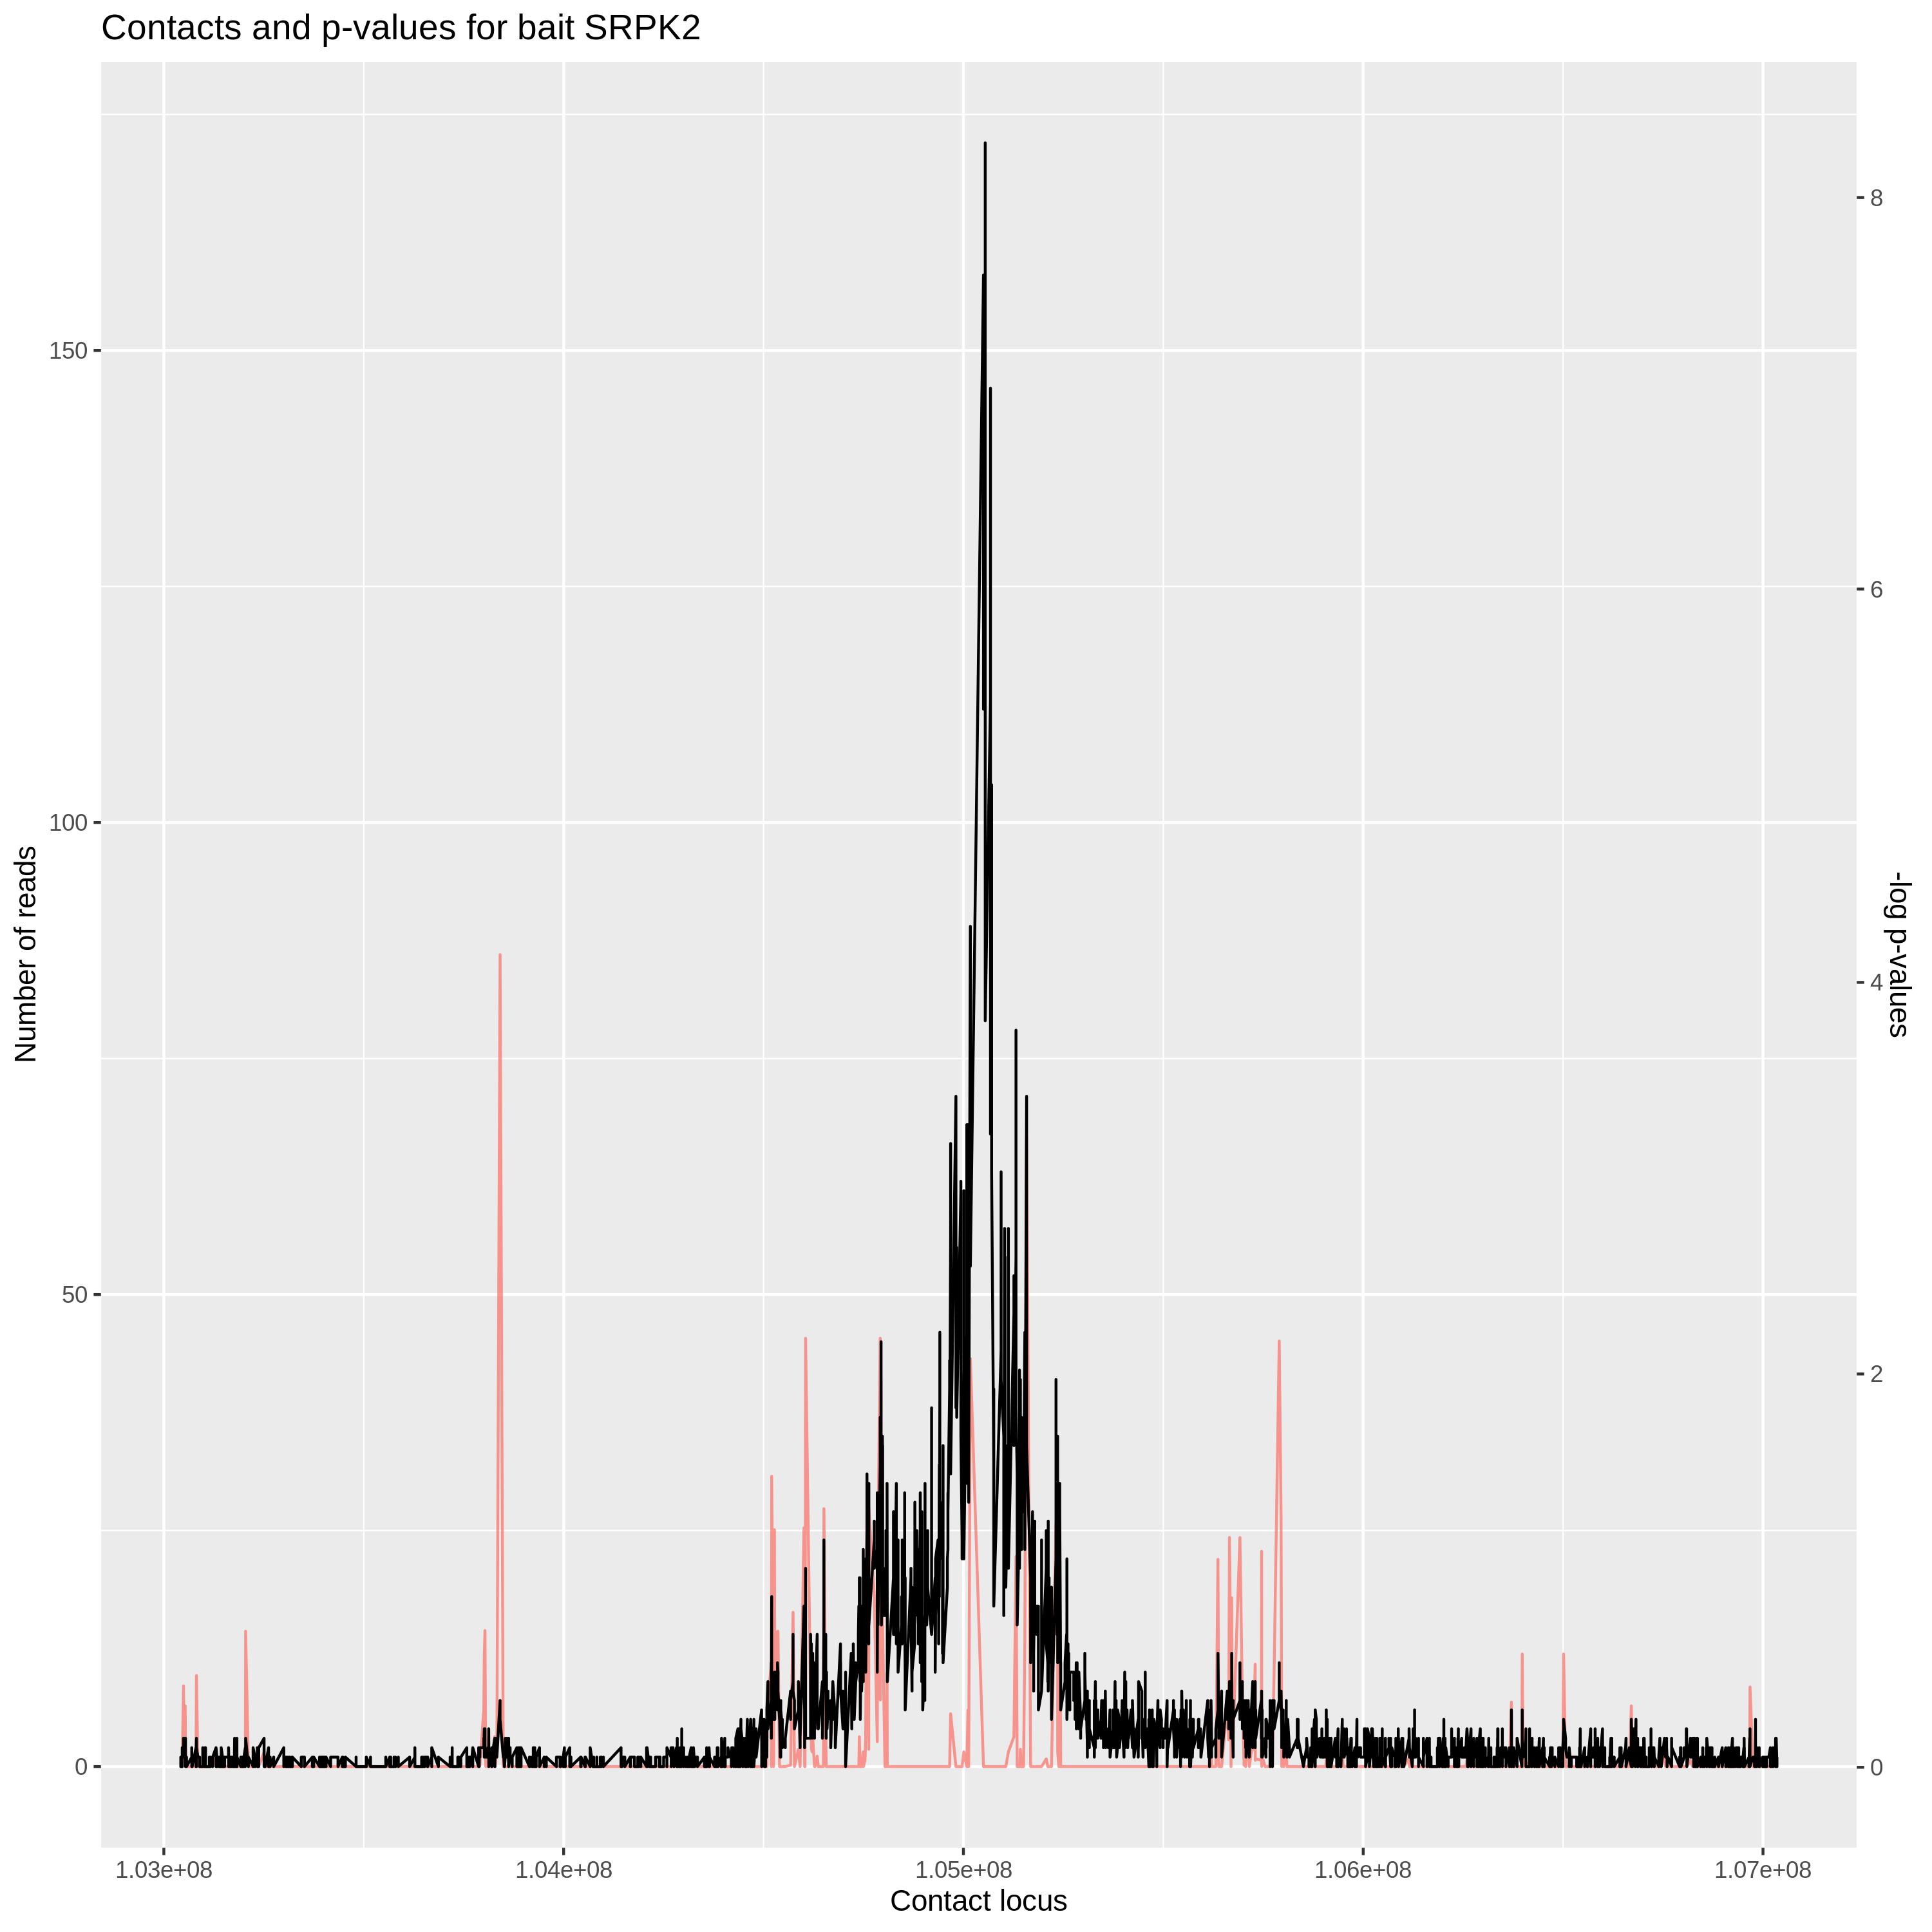 Contacts and p-values for bait SRPK2
Number of reads
150
100
50
0
8
6
4
2
0
-log p-values
1.03e+08
1.04e+08
1.05e+08
1.06e+08
1.07e+08
Contact locus